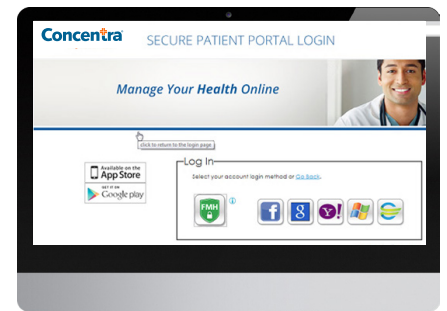 Concentra
SECURE PATIENT PORTAL LOGIN
Manage Your Health Online
click to return to the login page
Available on the
App Store
GET IT ON
Google play
Log In
Select your account login method or Go Back.
FMH
i
f
8
Y!